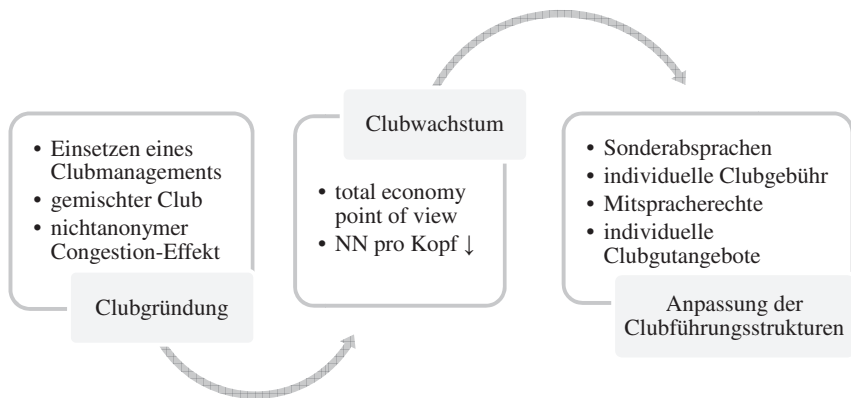 • Einsetzen eines
Clubmanagements
• gemischter Club
• nichtanonymer
Congestion-Effekt
Clubgründung
Clubwachstum
• total economy
point of view
• NN pro Kopf ↓
• Sonderabsprachen
• individuelle Clubgebühr
• Mitspracherechte
• individuelle
Clubgutangebote
Anpassung der
Clubführungsstrukturen